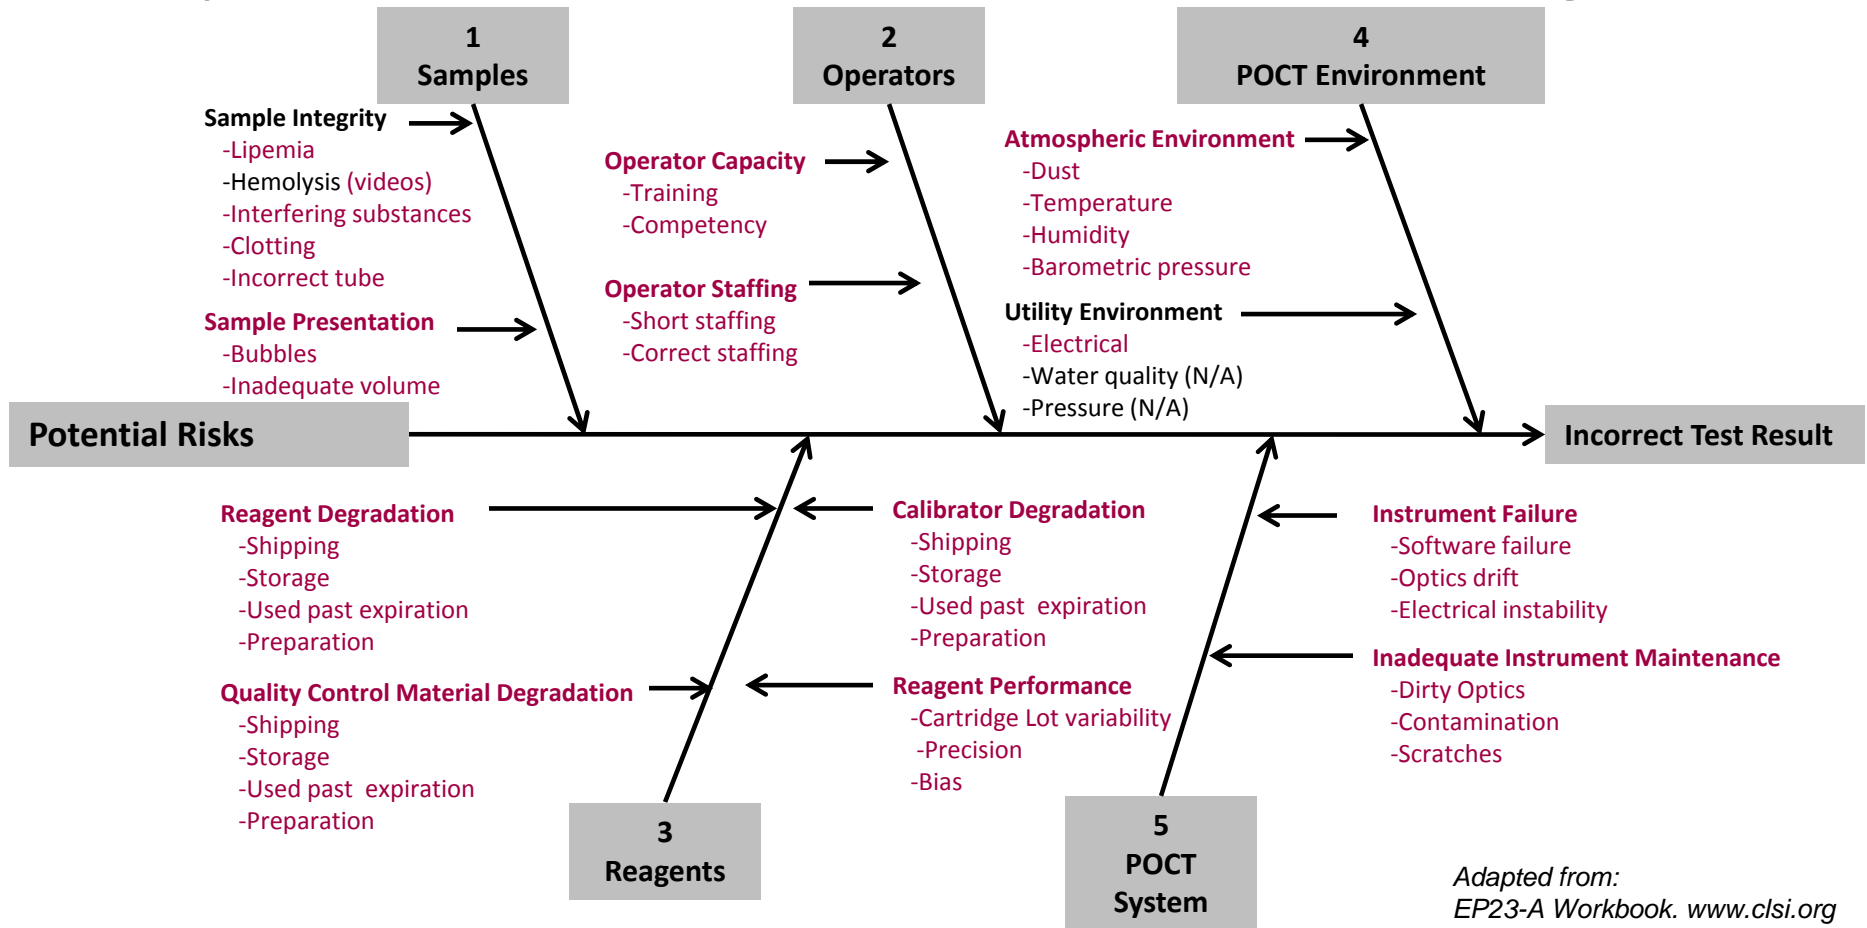 1
Samples
2
Operators
4
POCT Environment
Sample Integrity
-Lipemia
-Hemolysis (videos)
-Interfering substances
-Clotting
-Incorrect tube
Sample Presentation
-Bubbles
-Inadequate volume
Operator Capacity
-Training
-Competency
Operator Staffing
-Short staffing
-Correct staffing
Atmospheric Environment
-Dust
-Temperature
-Humidity
-Barometric pressure
Utility Environment
-Electrical
-Water quality (N/A)
-Pressure (N/A)
Potential Risks
Incorrect Test Result
Reagent Degradation
-Shipping
-Storage
-Used past expiration
-Preparation
Quality Control Material Degradation
-Shipping
-Storage
-Used past  expiration
-Preparation
Calibrator Degradation
-Shipping
-Storage
-Used past  expiration
-Preparation
Reagent Performance
-Cartridge Lot variability
-Precision
-Bias
Instrument Failure
-Software failure
-Optics drift
-Electrical instability
Inadequate Instrument Maintenance
-Dirty Optics
-Contamination
-Scratches
3
Reagents
5
POCT
System
Adapted from:
EP23-A Workbook. www.clsi.org